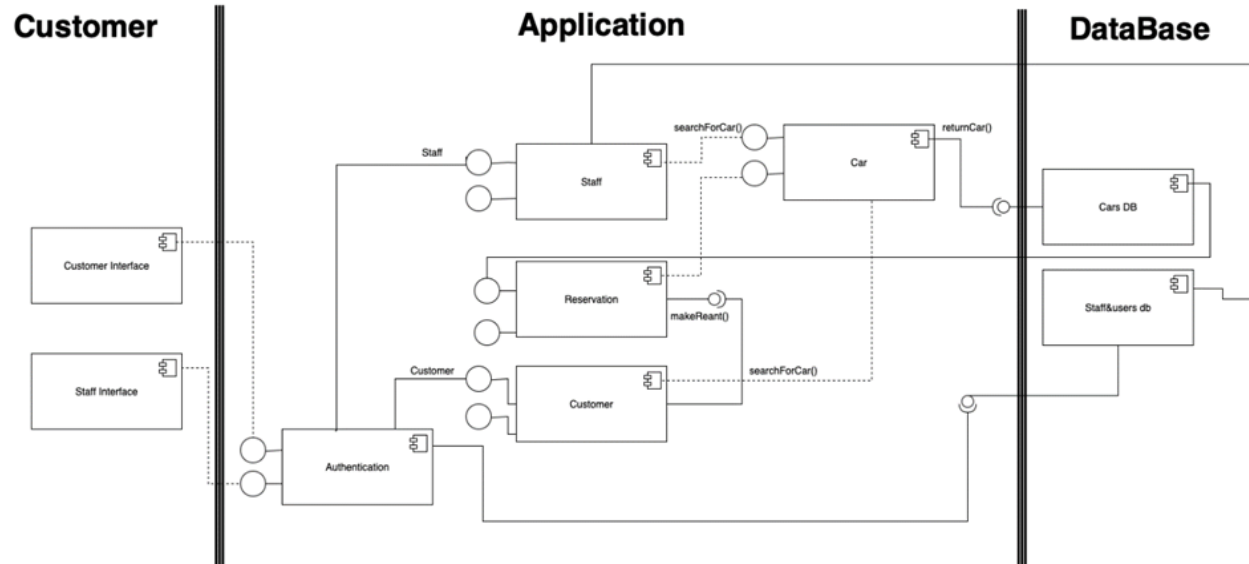 Customer
Application
DataBase
searchForCar()
returnCar()
Staff
Staff
Car
Cars DB
Customer Interface
Reservation
Staff&users db
makeReant()
Staff Interface
Customer
searchForCar()
Customer
Authentication